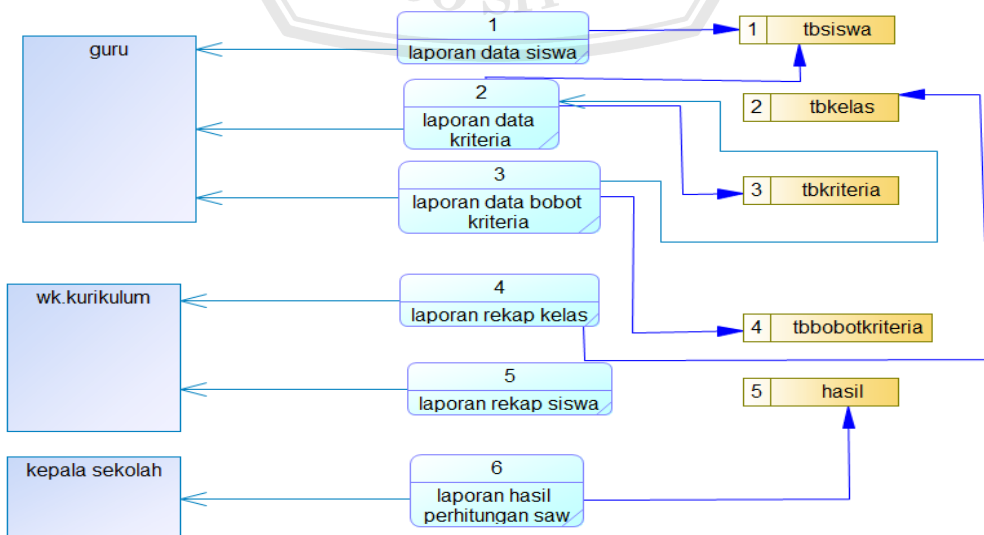 guru
1
laporan data siswa
1 tbsiswa
2
laporan data
kriteria
2 tbkelas
3
laporan data bobot
kriteria
3 tbkriteria
wk.kurikulum
4
laporan rekap kelas
4 tbbobotkriteria
5
laporan rekap siswa
5 hasil
kepala sekolah
6
laporan hasil
perhitungan saw